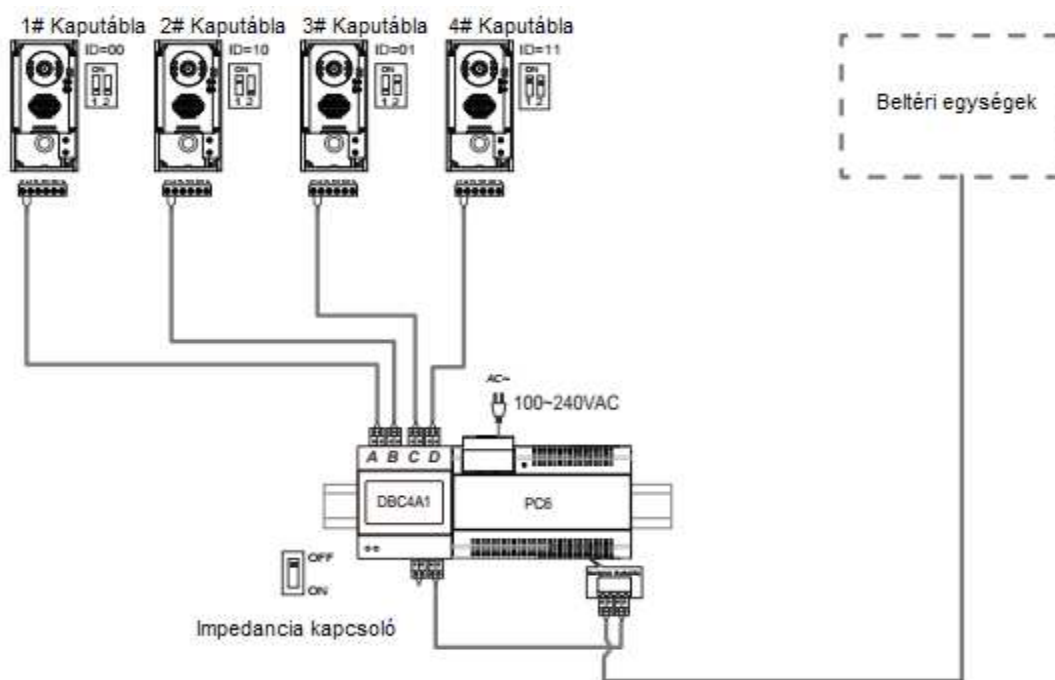 1# Kaputábla 2# Kaputábla 3# Kaputábla 4# Kaputábla
ID=00 ID=10 ID=01 ID=11
ON ON ON ON
1 2 1 2 1 2 1 2
Beltéri egységek
AC~
100~240VAC
A B C D
DBC4A1
PC6
OFF
ON
Impedancia kapcsoló